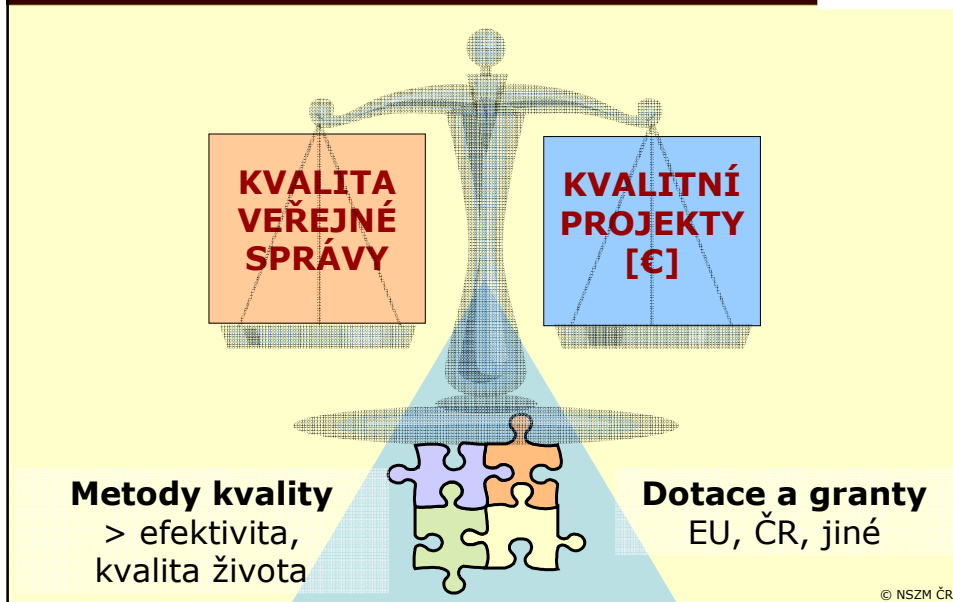 KVALITA
VEŘEJNÉ
SPRÁVY
KVALITNÍ
PROJEKTY
[€]
Metody kvality
> efektivita,
kvalita života
Dotace a granty
EU, ČR, jiné
© NSZM ČR